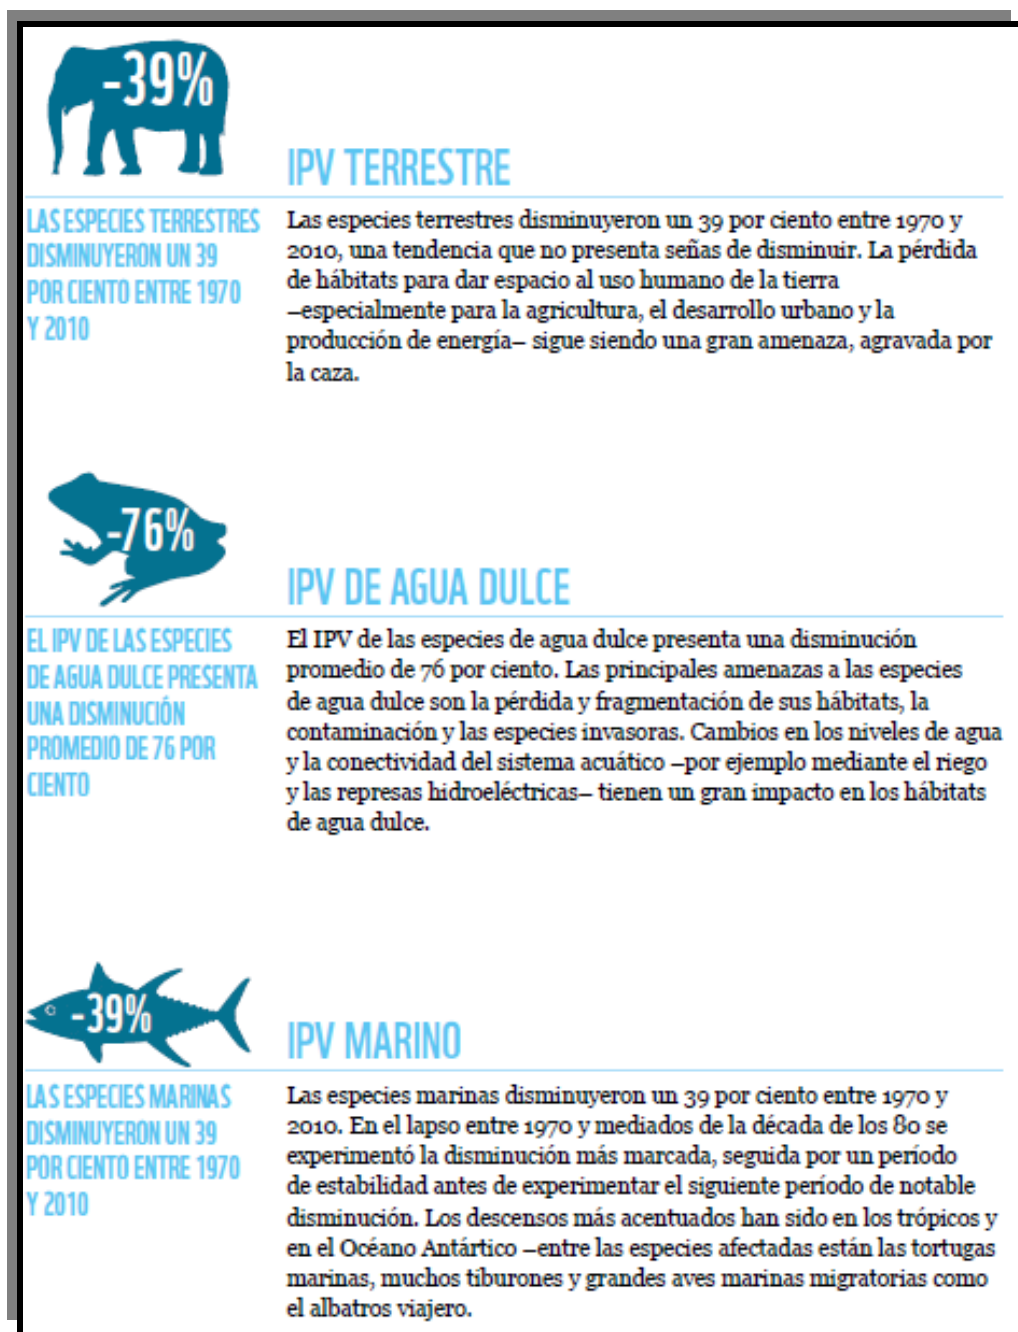 -39%
IPV TERRESTRE
LAS ESPECIES TERRESTRES
DISMINUYERON UN 39
POR CIENTO ENTRE 1970
Y 2010
Las especies terrestres disminuyeron un 39 por ciento entre 1970 y
2010, una tendencia que no presenta señas de disminuir. La pérdida
de hábitats para dar espacio al uso humano de la tierra
–especialmente para la agricultura, el desarrollo urbano y la
producción de energía– sigue siendo una gran amenaza, agravada por
la caza.
-76%
IPV DE AGUA DULCE
EL IPV DE LAS ESPECIES
DE AGUA DULCE PRESENTA
UNA DISMINUCIÓN
PROMEDIO DE 76 POR
CIENTO
El IPV de las especies de agua dulce presenta una disminución
promedio de 76 por ciento. Las principales amenazas a las especies
de agua dulce son la pérdida y fragmentación de sus hábitats, la
contaminación y las especies invasoras. Cambios en los niveles de agua
y la conectividad del sistema acuático –por ejemplo mediante el riego
y las represas hidroeléctricas– tienen un gran impacto en los hábitats
de agua dulce.
-39%
IPV MARINO
LAS ESPECIES MARINAS
DISMINUYERON UN 39
POR CIENTO ENTRE 1970
Y 2010
Las especies marinas disminuyeron un 39 por ciento entre 1970 y
2010. En el lapso entre 1970 y mediados de la década de los 80 se
experimentó la disminución más marcada, seguida por un período
de estabilidad antes de experimentar el siguiente período de notable
disminución. Los descensos más acentuados han sido en los trópicos y
en el Océano Antártico –entre las especies afectadas están las tortugas
marinas, muchos tiburones y grandes aves marinas migratorias como
el albatros viajero.